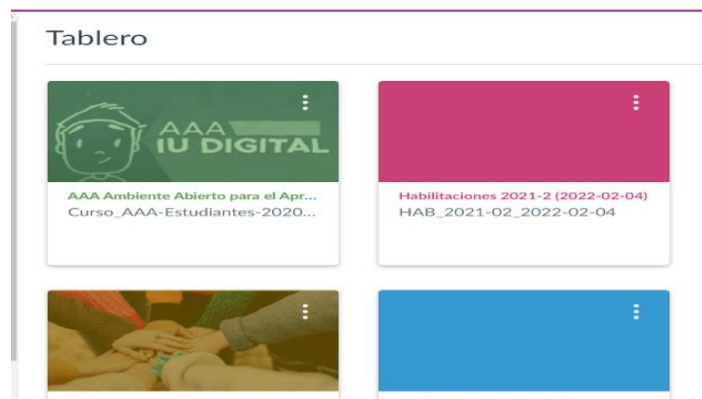 Tablero
AAA
IU DIGITAL
AAA Ambiente Abierto para el Apr...
Curso_AAA-Estudiantes-2020...
Habilitaciones 2021-2 (2022-02-04)
HAB_2021-02_2022-02-04